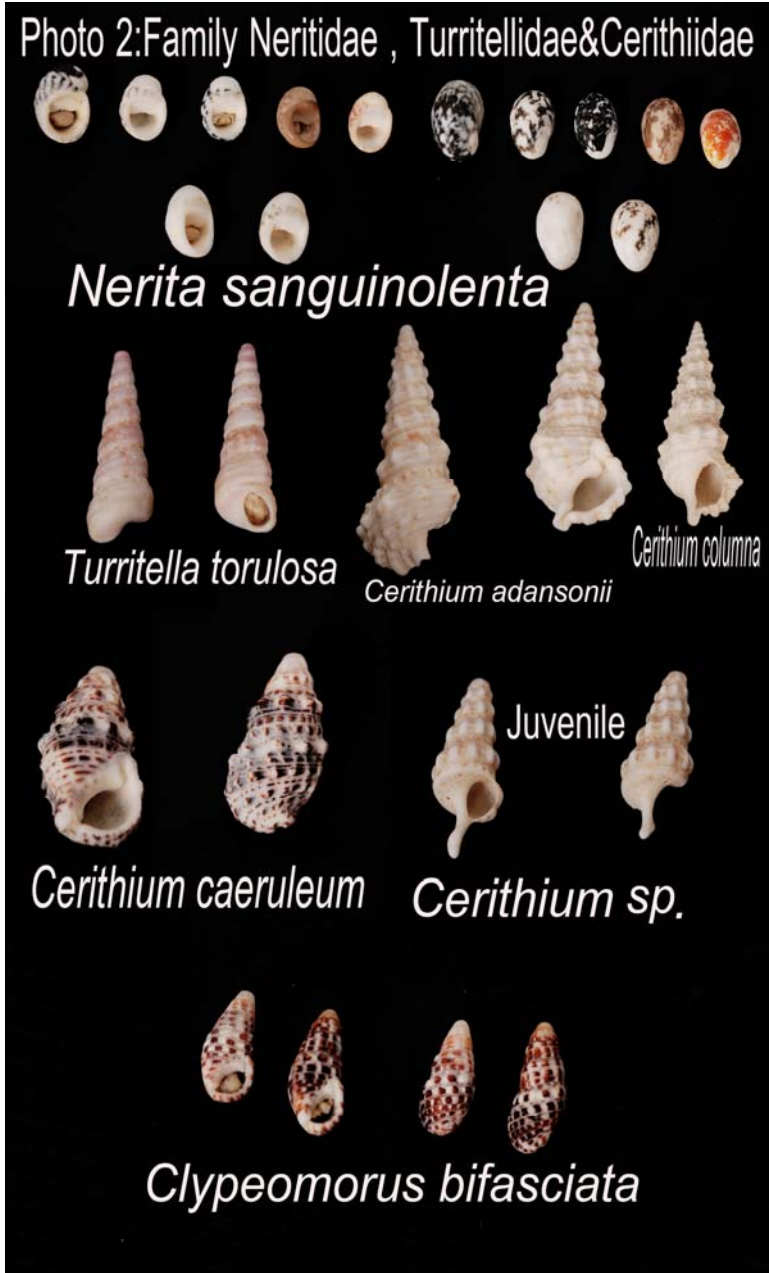 Photo 2:Family Neritidae , Turritellidae&Cerithiidae
Nerita sanguinolenta
Turritella torulosa
Cerithium adansonii
Cerithium columna
Cerithium caeruleum
Juvenile
Cerithium sp.
Clypeomorus bifasciata